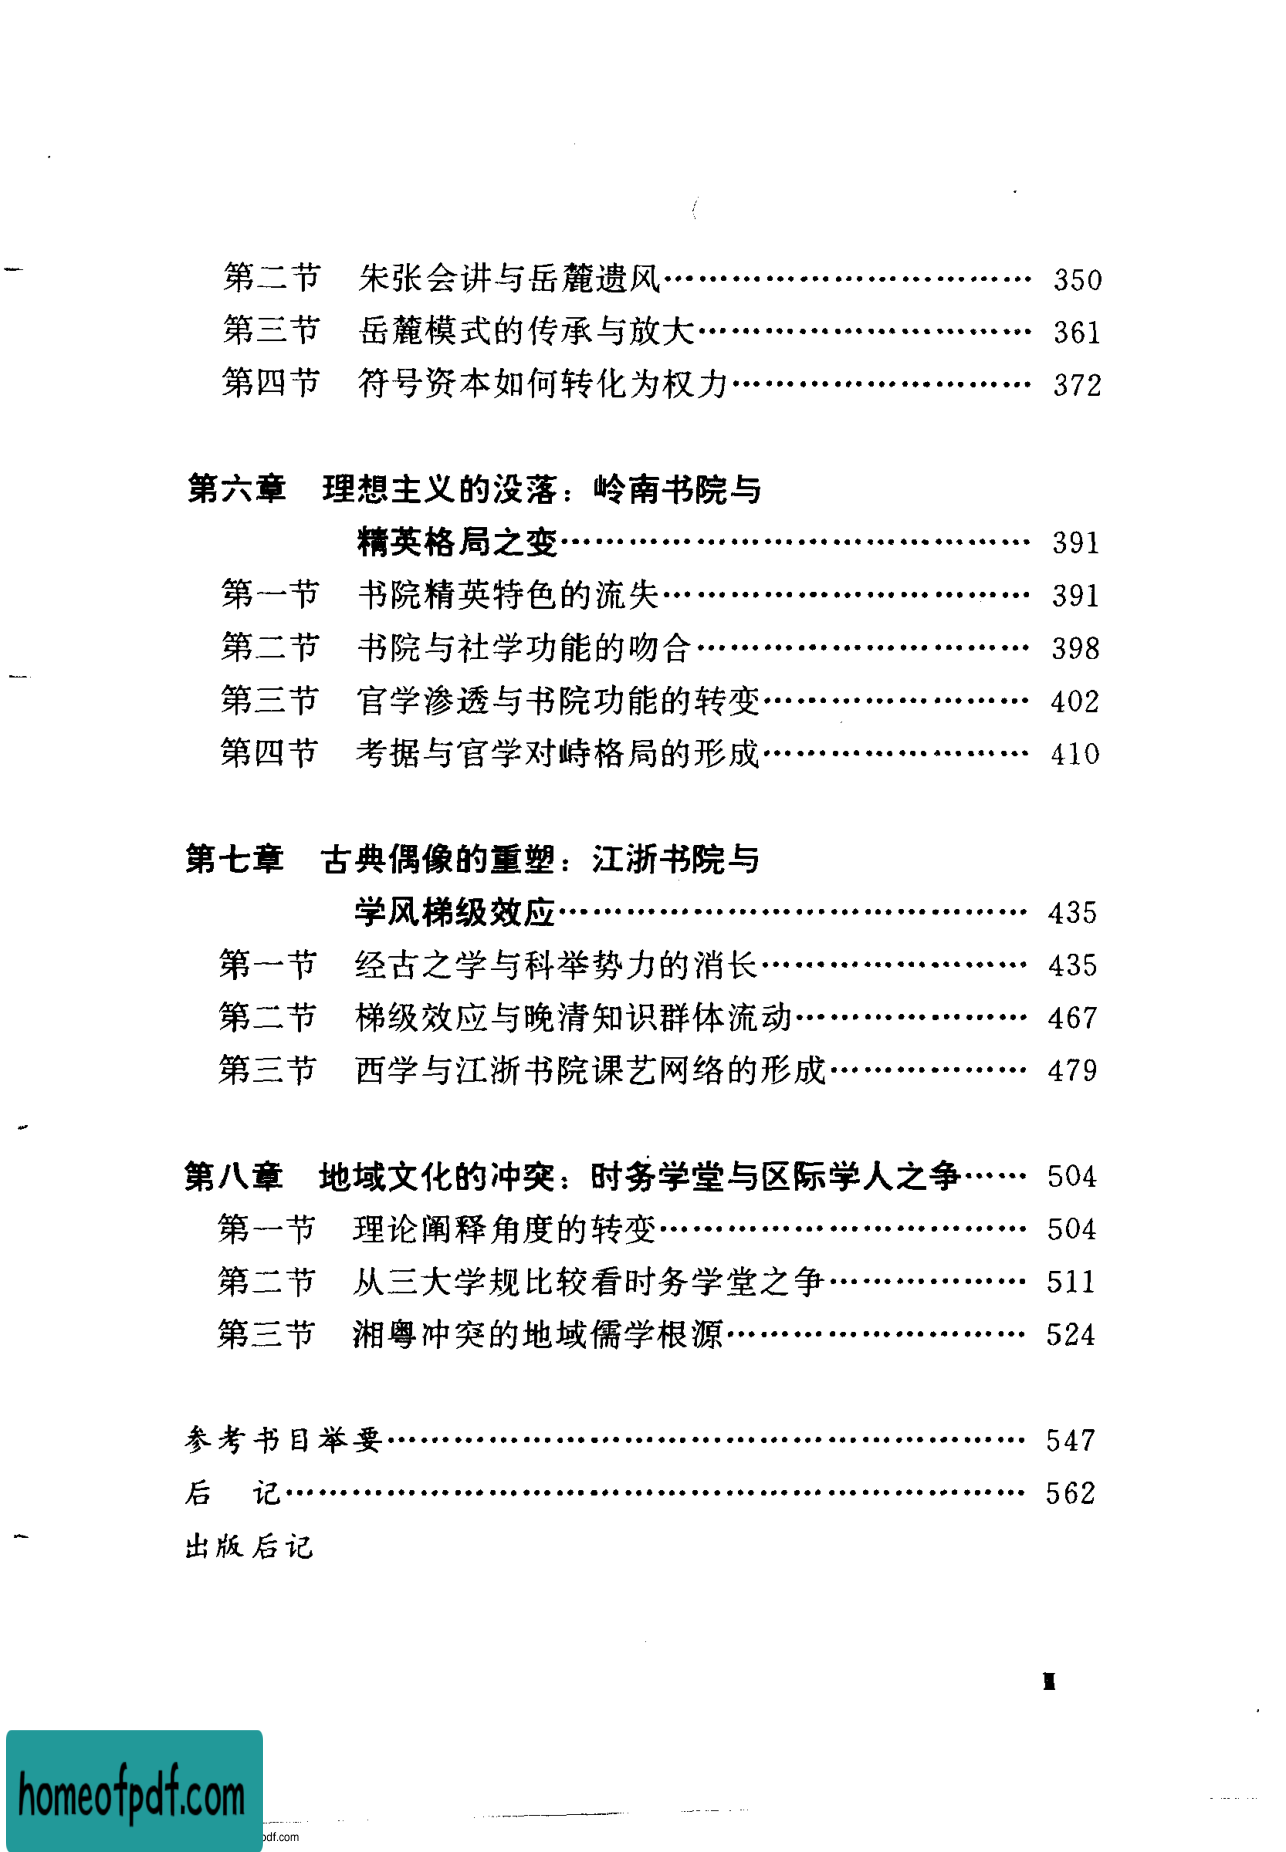 第二节 朱张会讲与岳麓遗风…………………………… 350
第三节 岳麓模式的传承与放大………………………… 361
第四节 符号资本如何转化为权力……………………… 372
第六章 理想主义的没落：岭南书院与
精英格局之变…………………………………… 391
第一节 书院精英特色的流失…………………………… 391
第二节 书院与社学功能的吻合………………………… 398
第三节 官学渗透与书院功能的转变…………………… 402
第四节 考据与官学对峙格局的形成…………………… 410
第七章 古典偶像的重塑：江浙书院与
学风梯级效应…………………………………… 435
第一节 经古之学与科举势力的消长…………………… 435
第二节 梯级效应与晚清知识群体流动………………… 467
第三节 西学与江浙书院课艺网络的形成……………… 479
第八章 地域文化的冲突：时务学堂与区际学人之争…… 504
第一节 理论阐释角度的转变…………………………… 504
第二节 从三大学规比较看时务学堂之争……………… 511
第三节 湘粤冲突的地域儒学根源……………………… 524
参考书目举要………………………………………………… 547
后 记………………………………………………………… 562
出版后记
homeofpdf.com
pdf.com